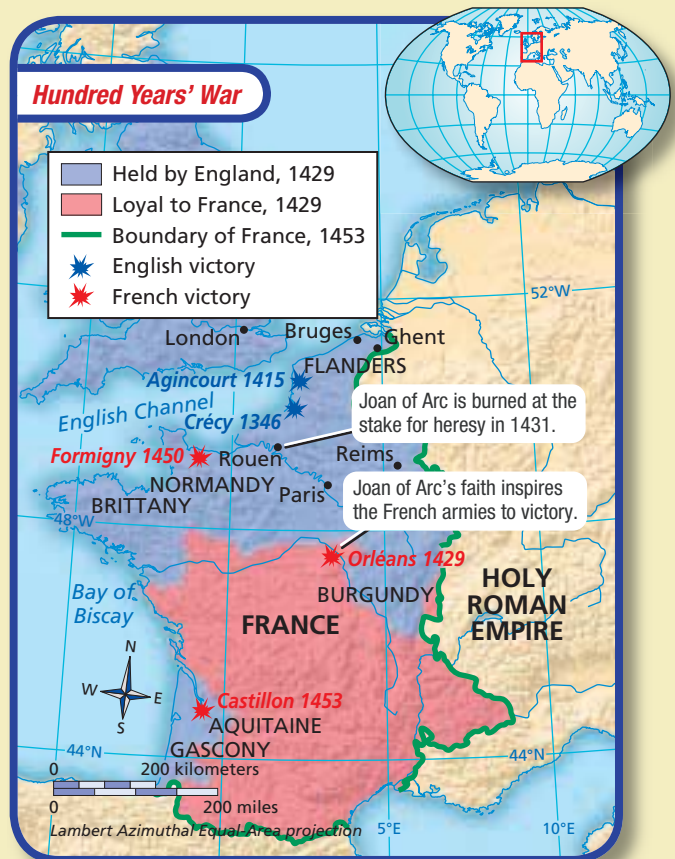 Hundred Years' War
Held by England, 1429
Loyal to France, 1429
Boundary of France, 1453
English victory
French victory
52°W
London
Bruges
Ghent
FLANDERS
Agincourt 1415
English Channel
Crécy 1346
Joan of Arc is burned at the
stake for heresy in 1431.
Formigny 1450
Rouen
Reims
NORMANDY
Paris
BRITTANY
Joan of Arc's faith inspires
the French armies to victory.
48°W
Orléans 1429
Bay of
Biscay
BURGUNDY
HOLY
ROMAN
EMPIRE
FRANCE
N
W
E
S
Castillon 1453
AQUITAINE
GASCONY
44°N
44°N
0
200 kilometers
0
200 miles
Lambert Azimuthal Equal-Area projection
5°E
10°E